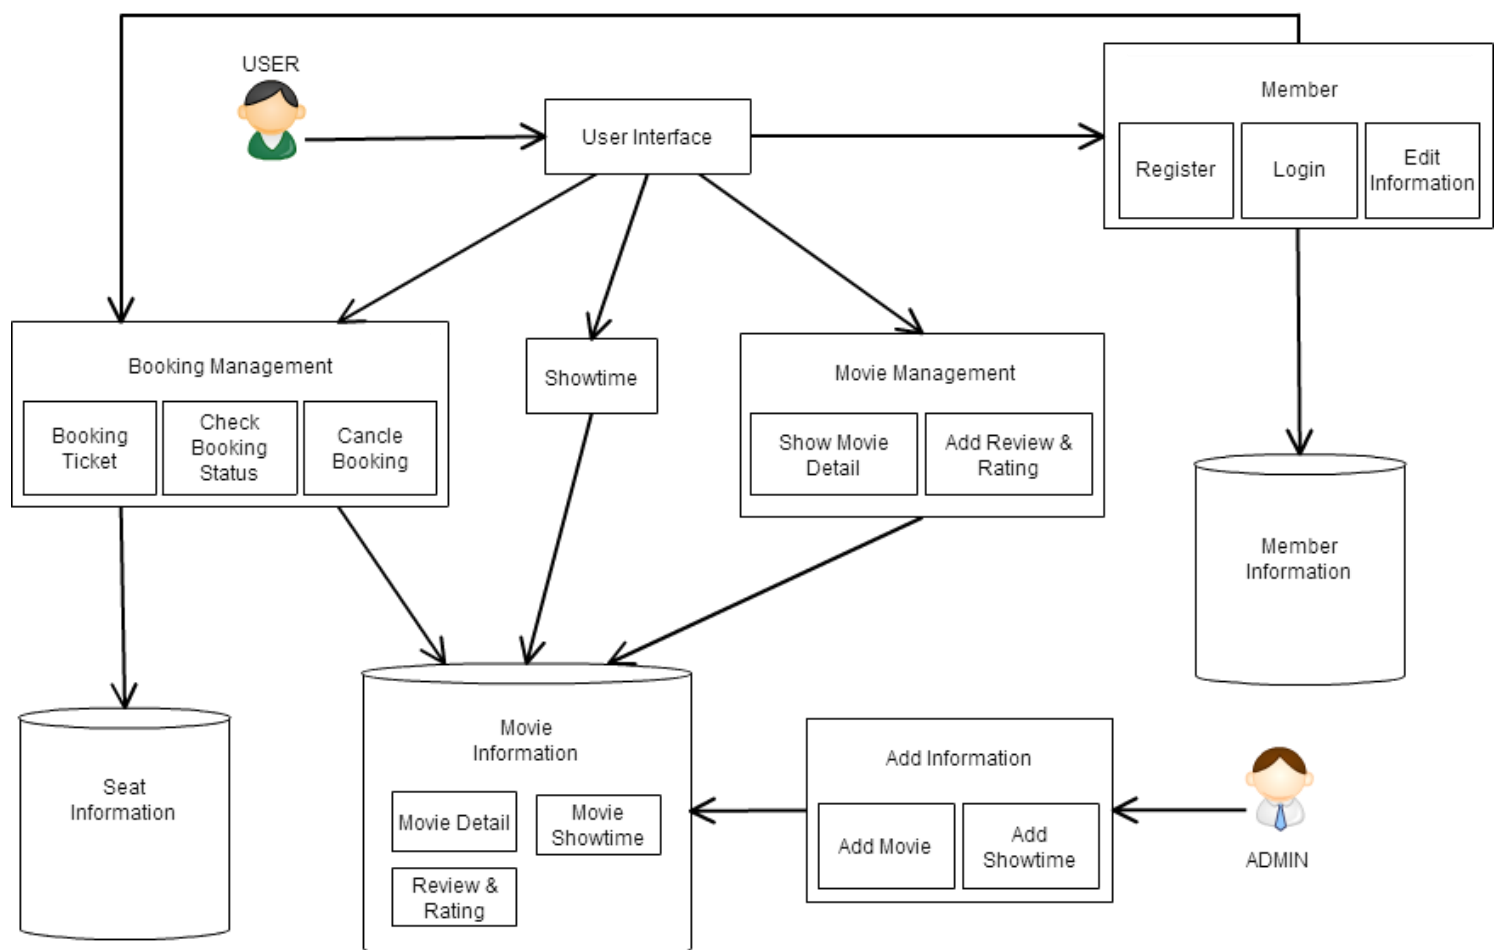 USER
User Interface
Member
Register
Login
Edit
Information
Booking Management
Booking
Ticket
Check
Booking
Status
Cancle
Booking
Showtime
Movie Management
Show Movie
Detail
Add Review &
Rating
Member
Information
Seat
Information
Movie
Information
Movie Detail
Movie
Showtime
Review &
Rating
Add Information
Add Movie
Add
Showtime
ADMIN